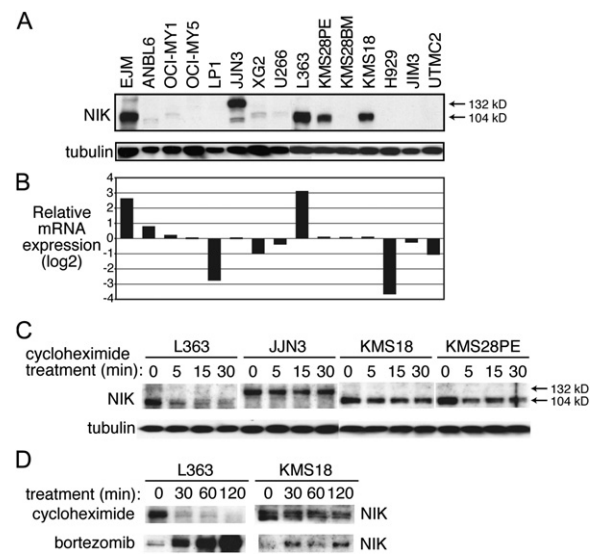 A
EJM ANBL6 OCI-MY1 OCI-MY5 LP1 JJN3 XG2 U266 L363 KMS28PE KMS28BM KMS18 H929 JIM3 UTMC2
NIK
132 kD
104 kD
tubulin
B
Relative
mRNA
expression
(log2)
4
3
2
1
0
-1
-2
-3
-4
C
L363 JJN3 KMS18 KMS28PE
cycloheximide
treatment (min): 0 5 15 30 0 5 15 30 0 5 15 30 0 5 15 30
NIK
132 kD
104 kD
tubulin
D
L363 KMS18
treatment (min): 0 30 60 120 0 30 60 120
cycloheximide NIK
bortezomib NIK